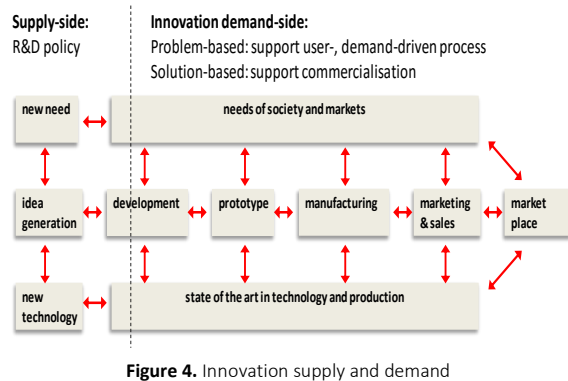 Supply-side:
R&D policy
Innovation demand-side:
Problem-based: support user-, demand-driven process
Solution-based: support commercialisation
new need
needs of society and markets
idea
generation
development
prototype
manufacturing
marketing
& sales
market
place
new
technology
state of the art in technology and production
Figure 4. Innovation supply and demand